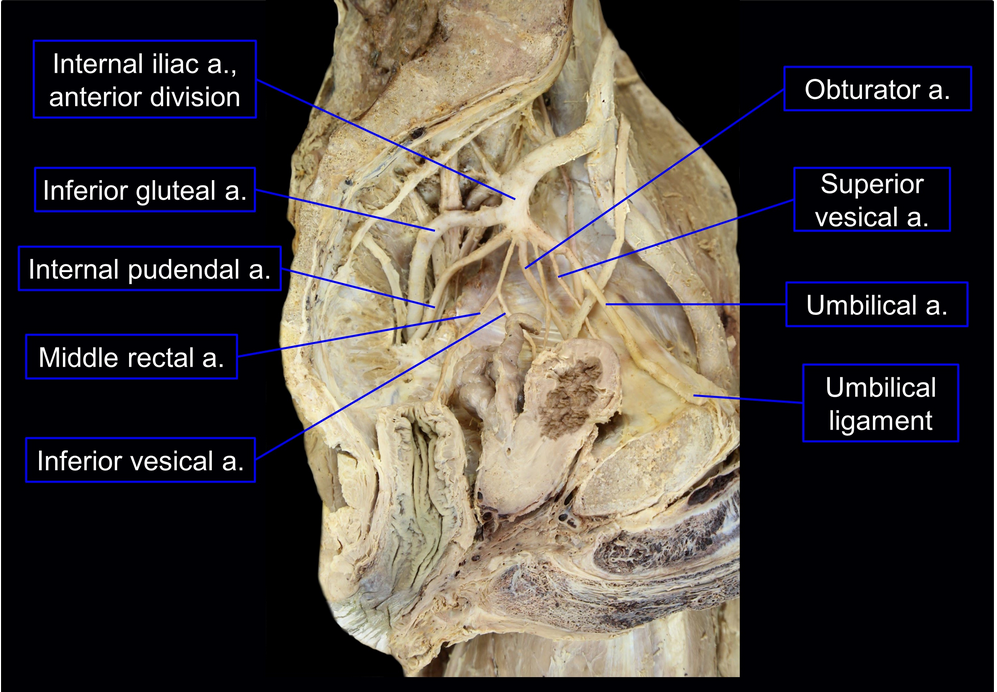 Internal iliac a.,
anterior division
Inferior gluteal a.
Internal pudendal a.
Middle rectal a.
Inferior vesical a.
Obturator a.
Superior
vesical a.
Umbilical a.
Umbilical
ligament